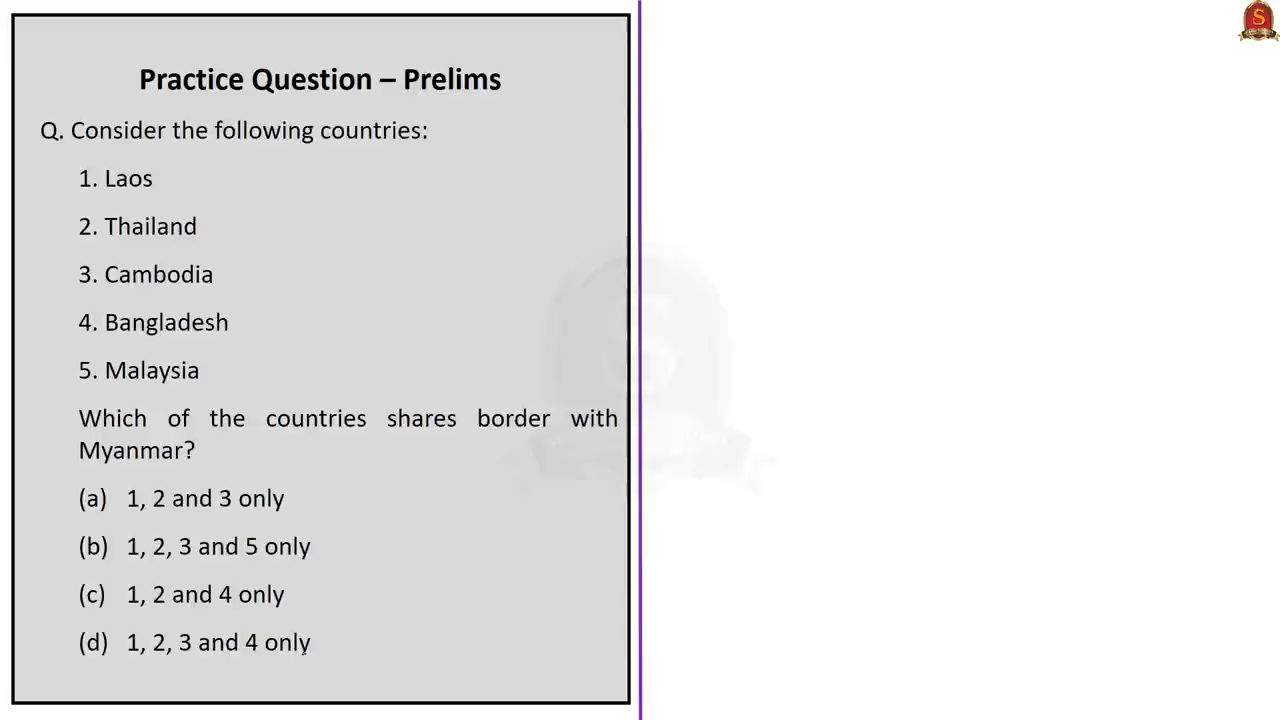 Practice Question – Prelims
Q. Consider the following countries:
1. Laos
2. Thailand
3. Cambodia
4. Bangladesh
5. Malaysia
Which of the countries shares border with
Myanmar?
(a) 1, 2 and 3 only
(b) 1, 2, 3 and 5 only
(c) 1, 2 and 4 only
(d) 1, 2, 3 and 4 only
S